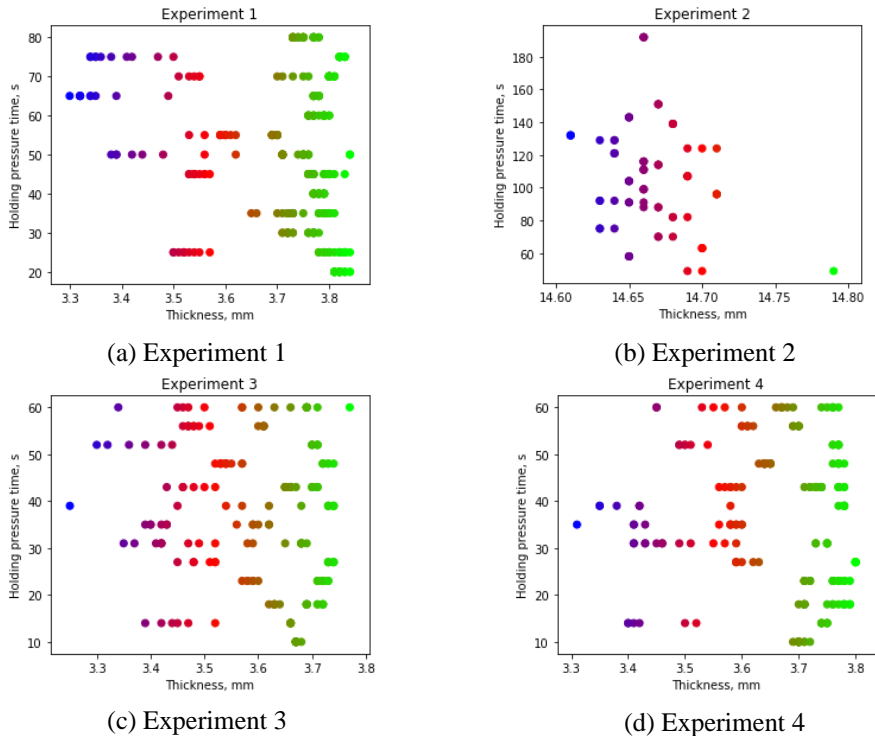 Experiment 1
Holding pressure time, s
80
70
60
50
40
30
20
3.3 3.4 3.5 3.6 3.7 3.8
Thickness, mm
(a) Experiment 1
Experiment 2
Holding pressure time, s
180
160
140
120
100
80
60
14.60 14.65 14.70 14.75 14.80
Thickness, mm
(b) Experiment 2
Experiment 3
Holding pressure time, s
60
50
40
30
20
10
3.3 3.4 3.5 3.6 3.7 3.8
Thickness, mm
(c) Experiment 3
Experiment 4
Holding pressure time, s
60
50
40
30
20
10
3.3 3.4 3.5 3.6 3.7 3.8
Thickness, mm
(d) Experiment 4